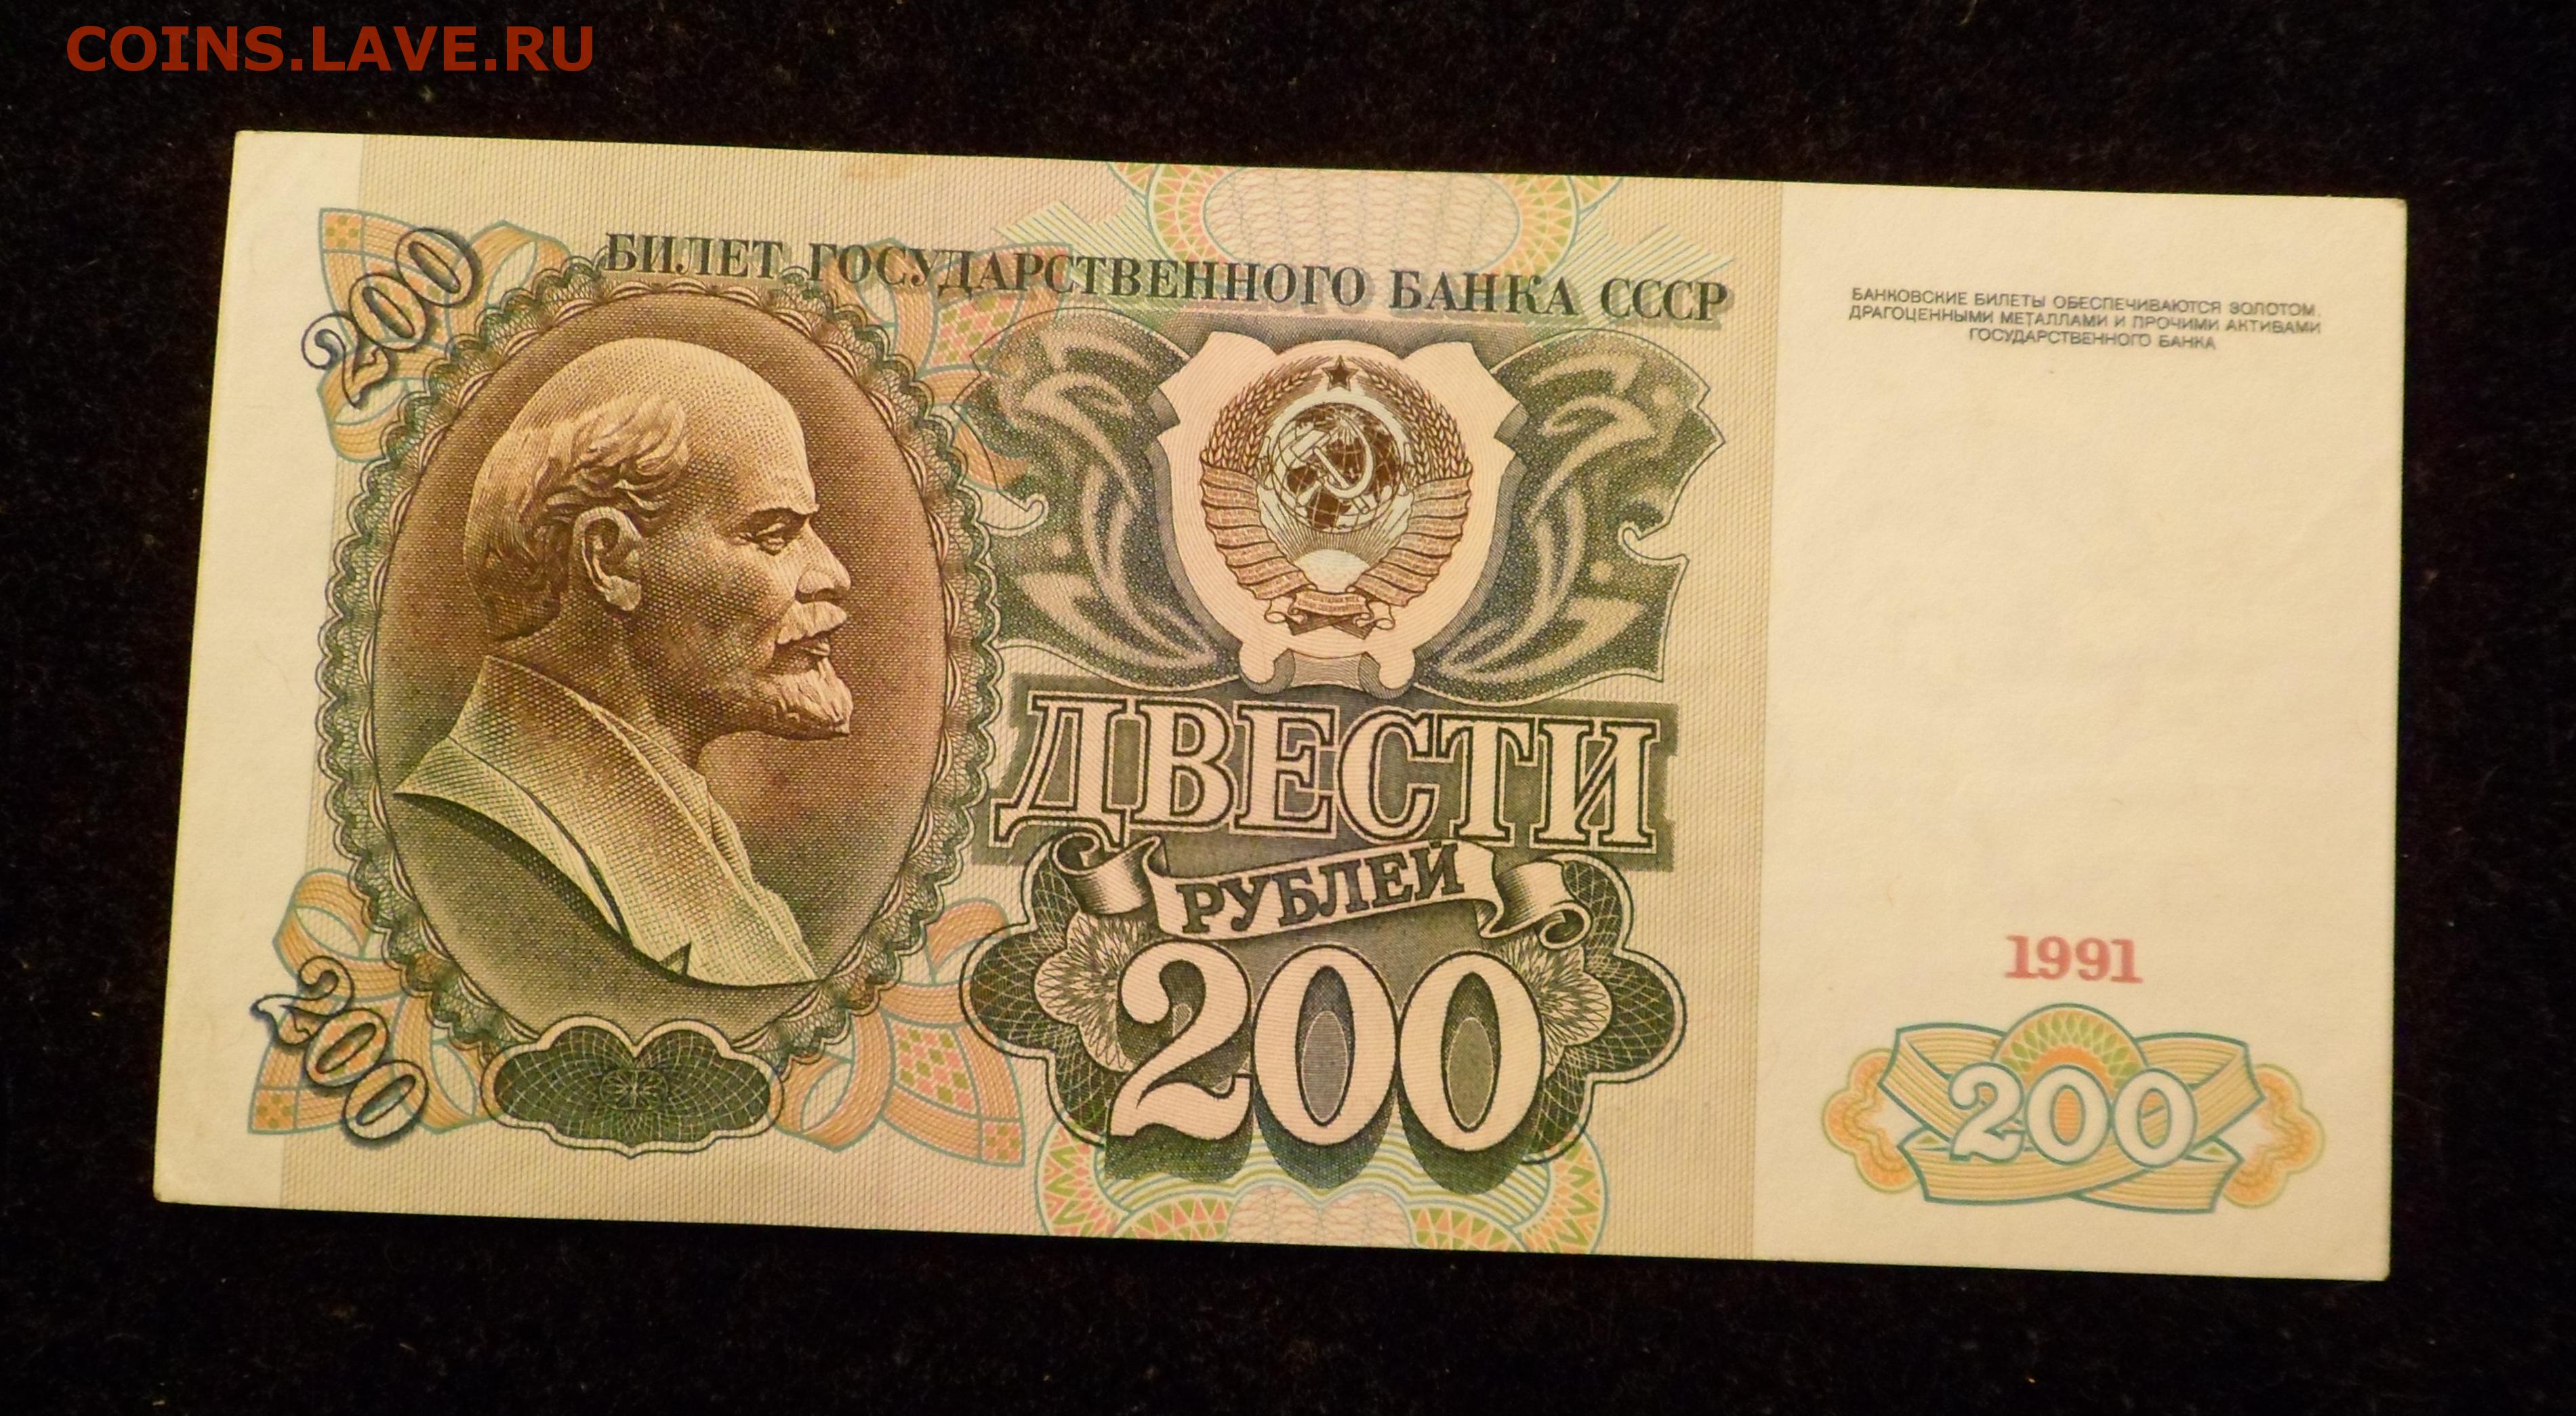 COINS.LAVE.RU
БИЛЕТ ГОСУДАРСТВЕННОГО БАНКА СССР
200
БАНКОВСКИЕ БИЛЕТЫ ОБЕСПЕЧИВАЮТСЯ ЗОЛОТОМ,
ДРАГОЦЕННЫМИ МЕТАЛЛАМИ И ПРОЧИМИ АКТИВАМИ
ГОСУДАРСТВЕННОГО БАНКА
ДВЕСТИ
РУБЛЕЙ
200
200
1991
200